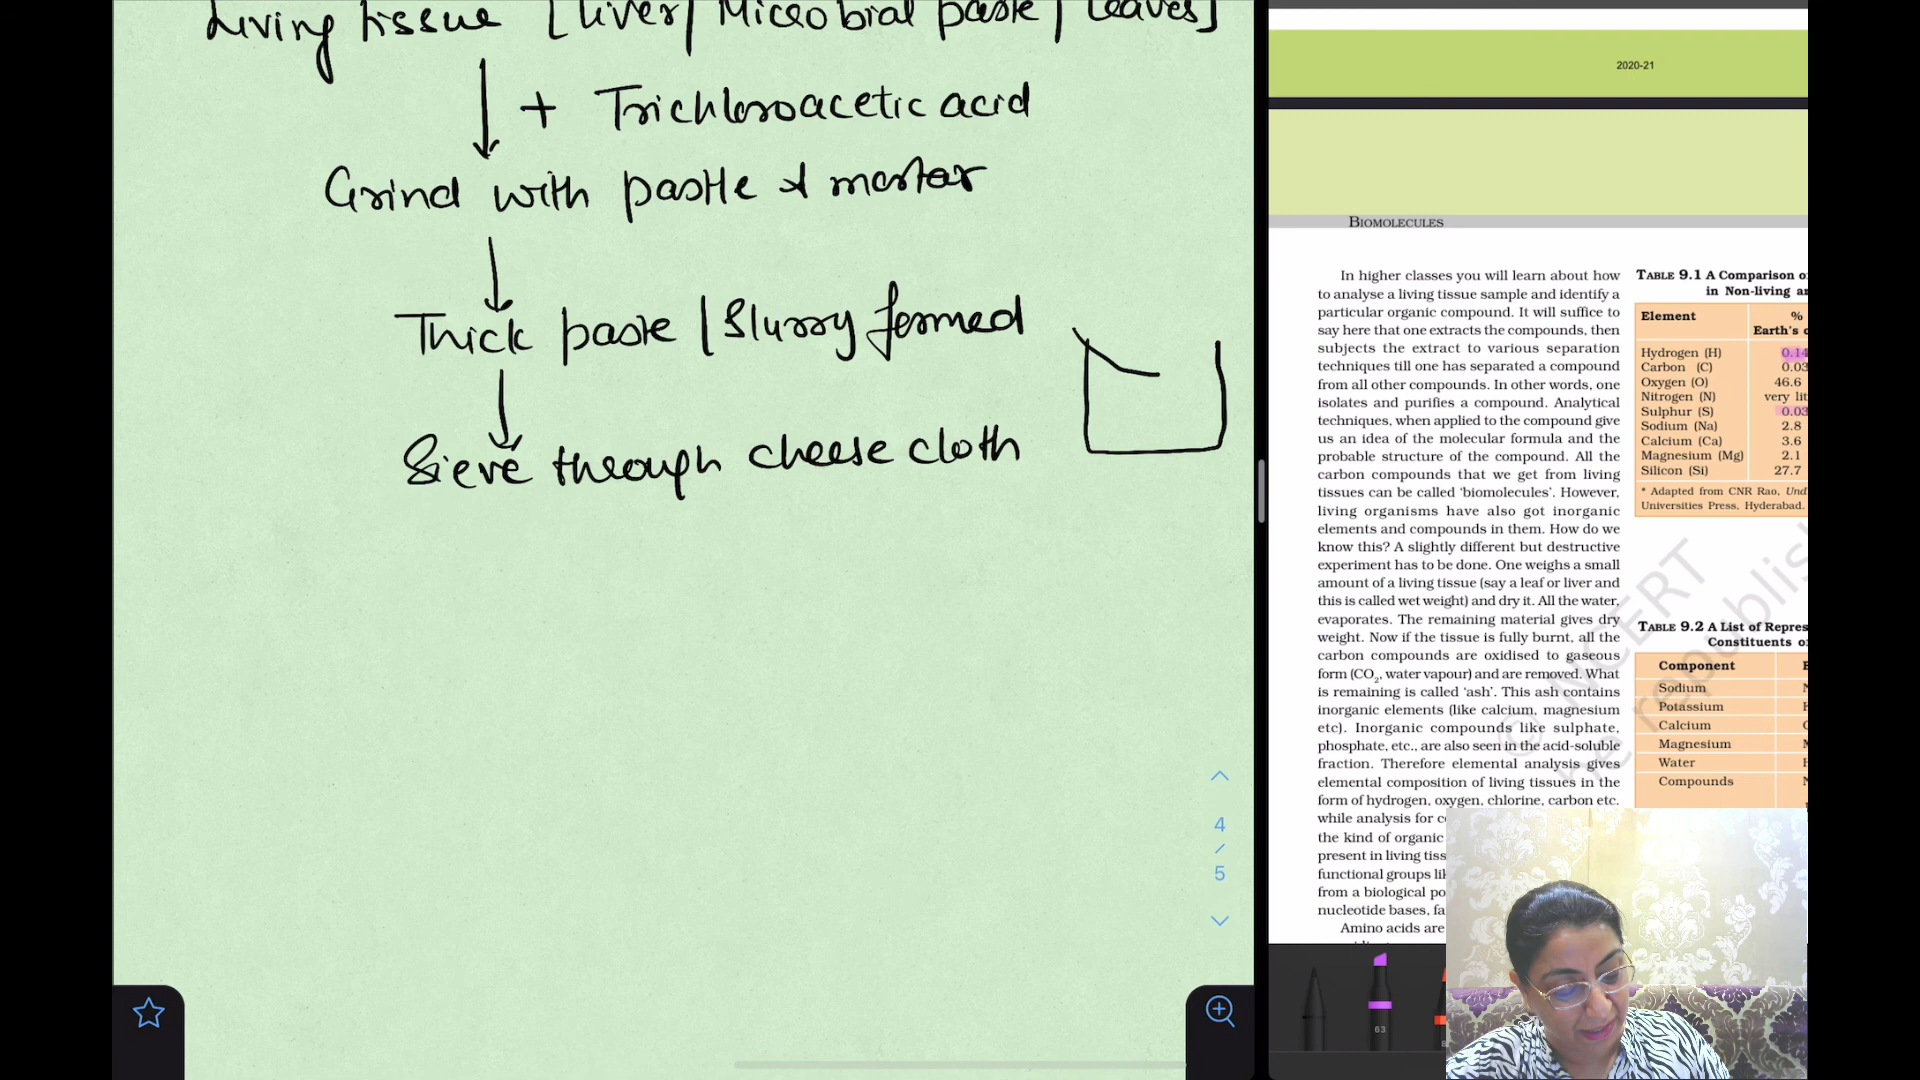 Living tissue [Liver/ Microbial paste / Leaves]
+ Trichloroacetic acid
Grind with pastle & mortar
Thick paste / Slurry formed
Sieve through cheese cloth
4
/
5
2020-21
BIOMOLECULES
In higher classes you will learn about how
to analyse a living tissue sample and identify a
particular organic compound. It will suffice to
say here that one extracts the compounds, then
subjects the extract to various separation
techniques till one has separated a compound
from all other compounds. In other words, one
isolates and purifies a compound. Analytical
techniques, when applied to the compound give
us an idea of the molecular formula and the
probable structure of the compound. All the
carbon compounds that we get from living
tissues can be called ‘biomolecules’. However,
living organisms have also got inorganic
elements and compounds in them. How do we
know this? A slightly different but destructive
experiment has to be done. One weighs a small
amount of a living tissue (say a leaf or liver and
this is called wet weight) and dry it. All the water,
evaporates. The remaining material gives dry
weight. Now if the tissue is fully burnt, all the
carbon compounds are oxidised to gaseous
form (CO2, water vapour) and are removed. What
is remaining is called ‘ash’. This ash contains
inorganic elements (like calcium, magnesium
etc). Inorganic compounds like sulphate,
phosphate, etc., are also seen in the acid-soluble
fraction. Therefore elemental analysis gives
elemental composition of living tissues in the
form of hydrogen, oxygen, chlorine, carbon etc.
while analysis for
the kind of organic
present in living
functional groups
from a biological
nucleotide bases,
Amino acids are
TABLE 9.1 A Comparison
in Non-living
Element %
Earth's
Hydrogen (H) 0.14
Carbon (C) 0.03
Oxygen (O) 46.6
Nitrogen (N) very
Sulphur (S) 0.03
Sodium (Na) 2.8
Calcium (Ca) 3.6
Magnesium (Mg) 2.1
Silicon (Si) 27.7
* Adapted from CNR Rao,
Universities Press, Hyderabad.
TABLE 9.2 A List of
Constituents
Component
Sodium
Potassium
Calcium
Magnesium
Water
Compounds
© NCERT
be republis
63